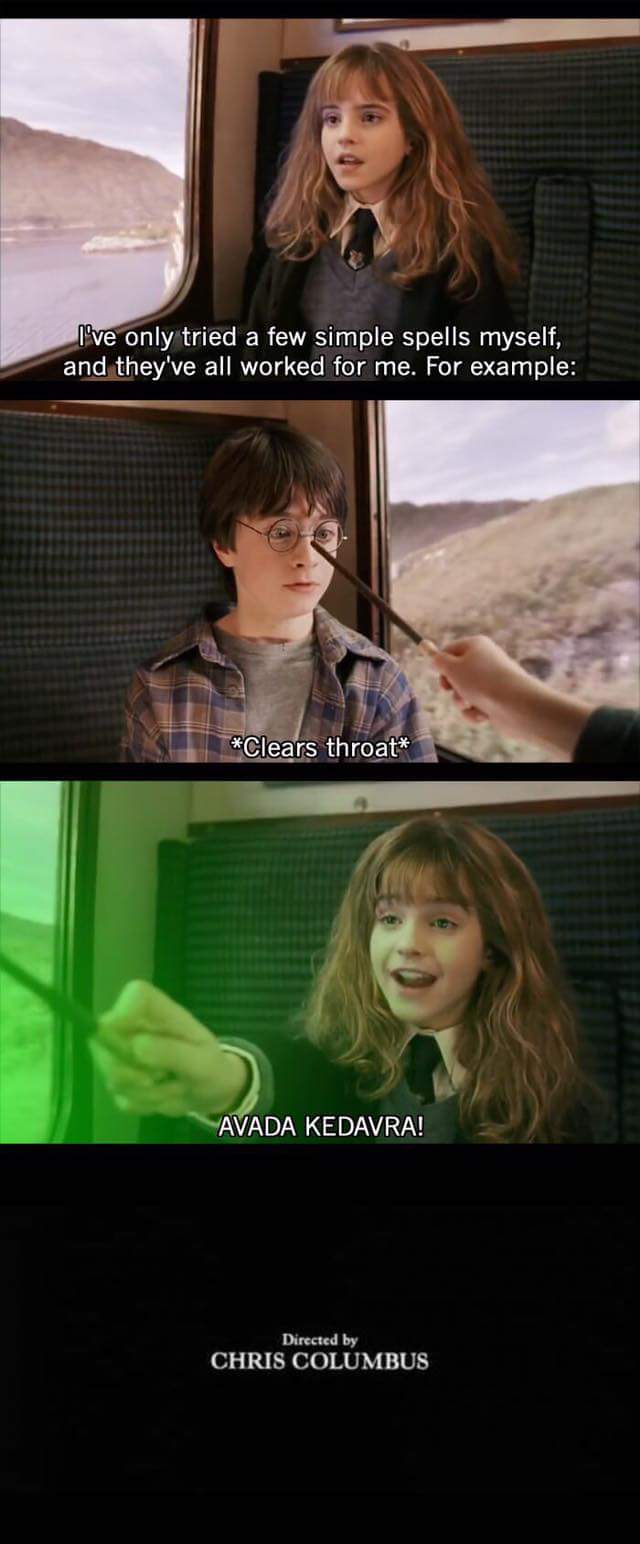 I've only tried a few simple spells myself,
and they've all worked for me. For example:
*Clears throat*
AVADA KEDAVRA!
Directed by
CHRIS COLUMBUS